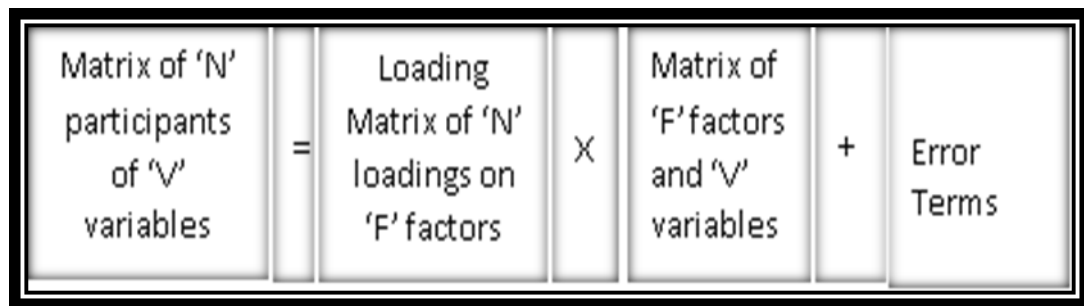 Matrix of ‘N’
participants
of ‘V’
variables
=
Loading
Matrix of ‘N’
loadings on
‘F’ factors
X
Matrix of
‘F’ factors
and ‘V’
variables
+
Error
Terms